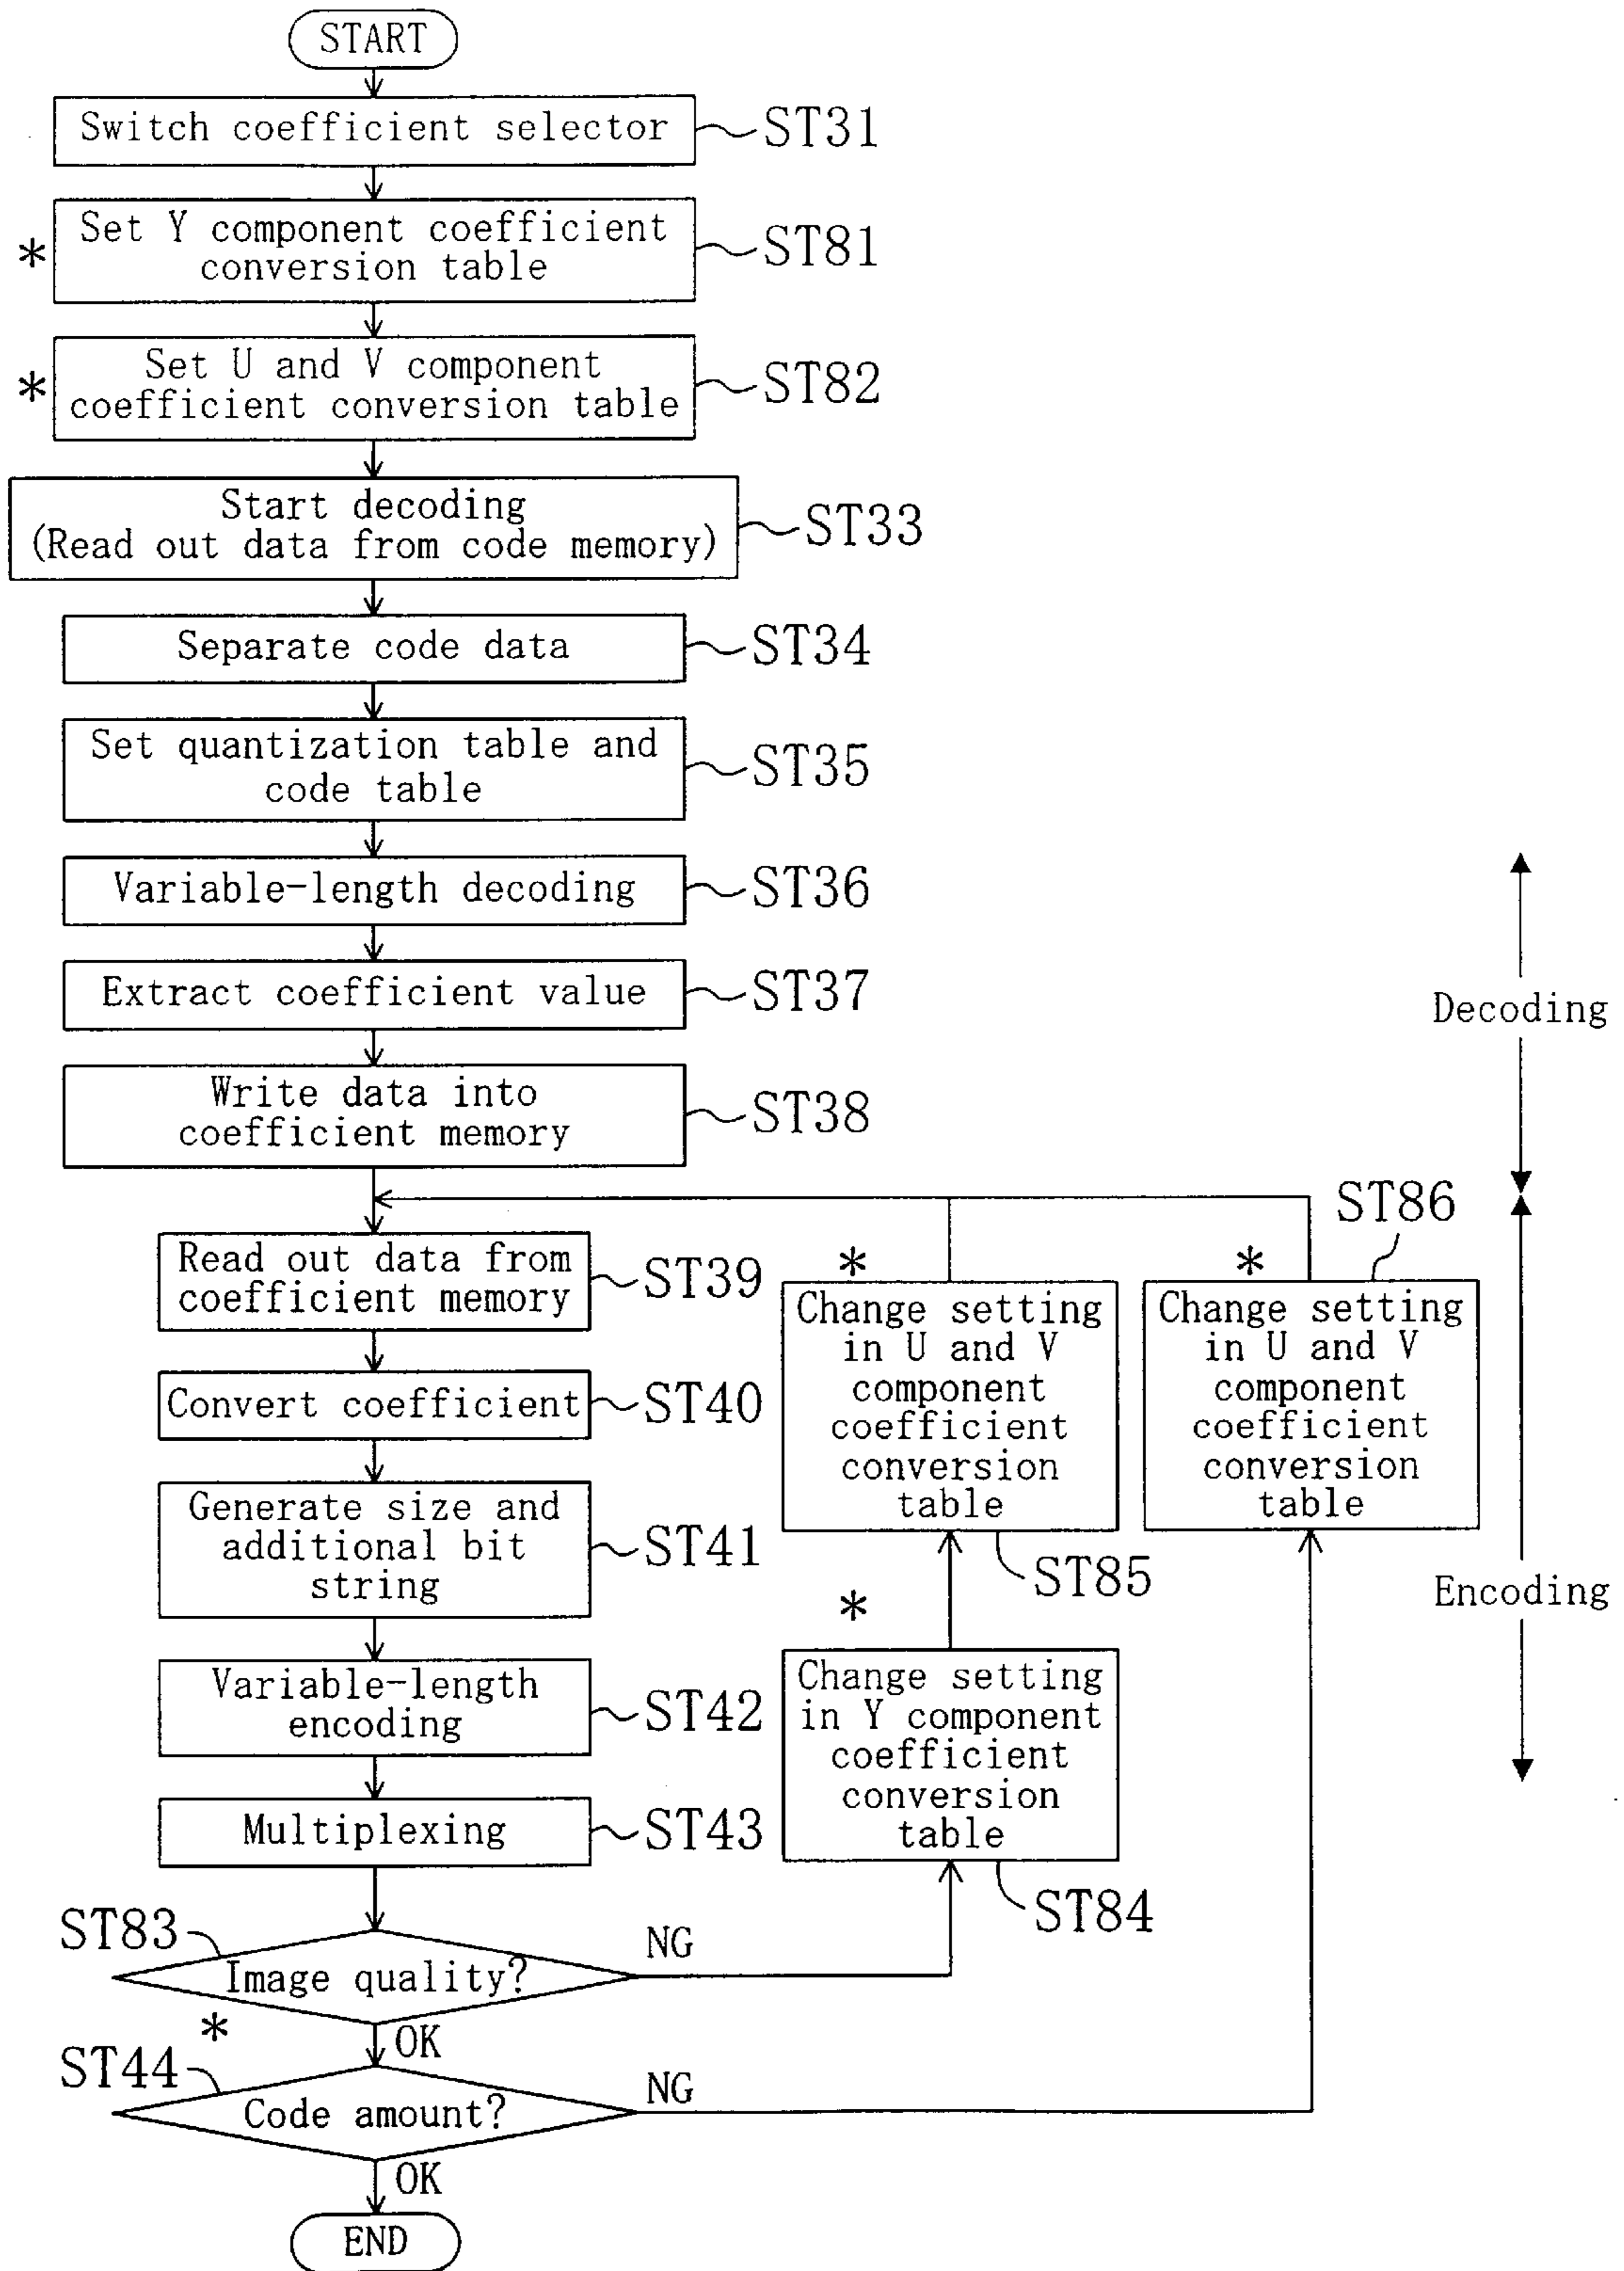 START
Switch coefficient selector
ST31
*
Set Y component coefficient
conversion table
ST81
*
Set U and V component
coefficient conversion table
ST82
Start decoding
(Read out data from code memory)
ST33
Separate code data
ST34
Set quantization table and
code table
ST35
Variable-length decoding
ST36
Extract coefficient value
ST37
Write data into
coefficient memory
ST38
Decoding
Read out data from
coefficient memory
ST39
Convert coefficient
ST40
Generate size and
additional bit
string
ST41
Variable-length
encoding
ST42
Multiplexing
ST43
*
Change setting
in U and V
component
coefficient
conversion
table
ST85
ST86
*
Change setting
in U and V
component
coefficient
conversion
table
*
Change setting
in Y component
coefficient
conversion
table
ST84
Encoding
ST83
Image quality?
NG
*
OK
ST44
Code amount?
NG
OK
END